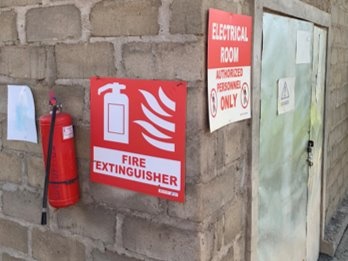 FIRE
EXTINGUISHER
ELECTRICAL
ROOM
AUTHORIZED
PERSONNEL
ONLY